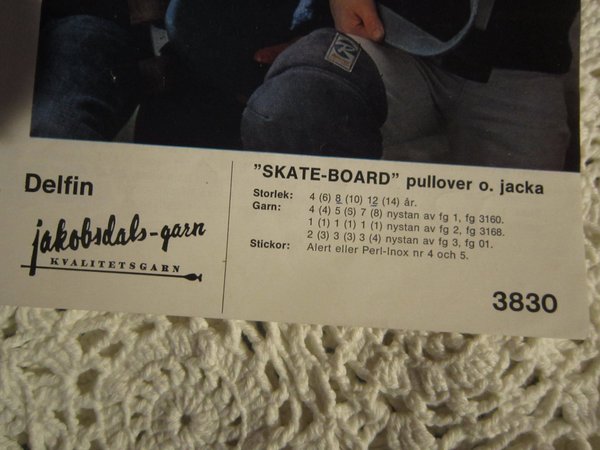 Delfin
jakobsdals-garn
KVALITETSGARN
"SKATE-BOARD" pullover o. jacka
Storlek: 4 (6) 8 (10) 12 (14) år.
Garn: 4 (4) 5 (5) 7 (8) nystan av fg 1, fg 3160.
1 (1) 1 (1) 1 (1) nystan av fg 2, fg 3168.
2 (3) 3 (3) 3 (4) nystan av fg 3, fg 01.
Stickor: Alert eller Perl-Inox nr 4 och 5.
3830